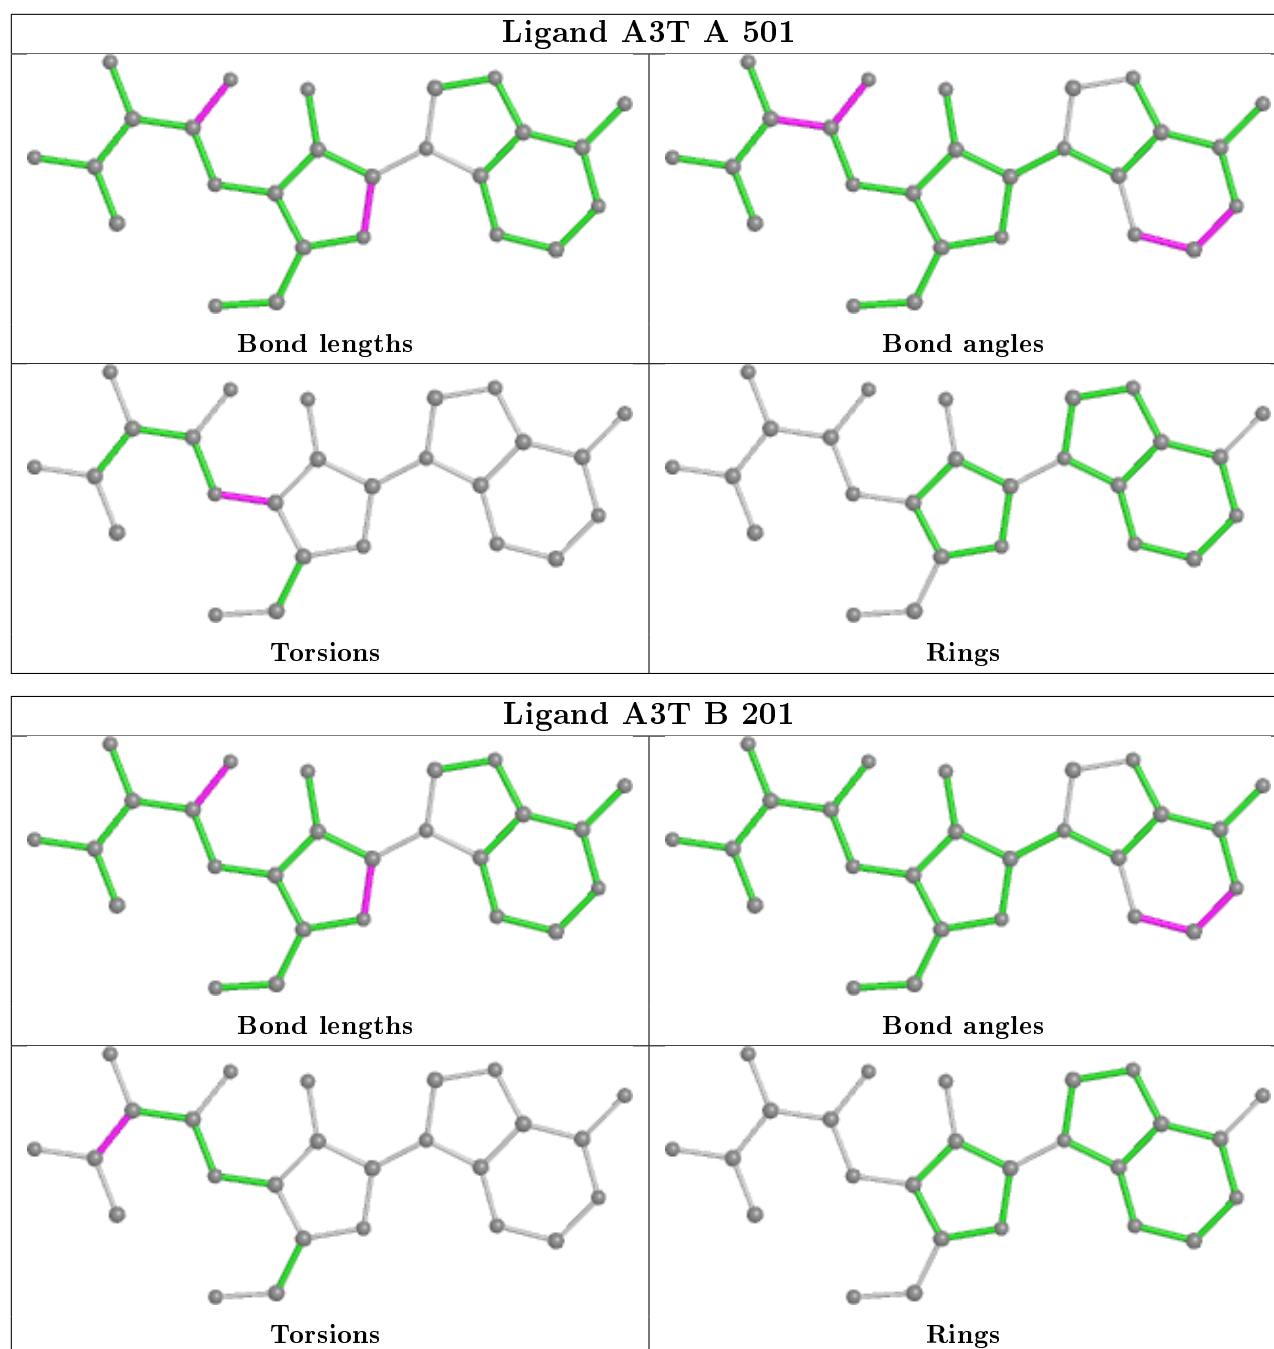 Ligand A3T A 501
Bond lengths
Bond angles
Torsions
Rings
Ligand A3T B 201
Bond lengths
Bond angles
Torsions
Rings